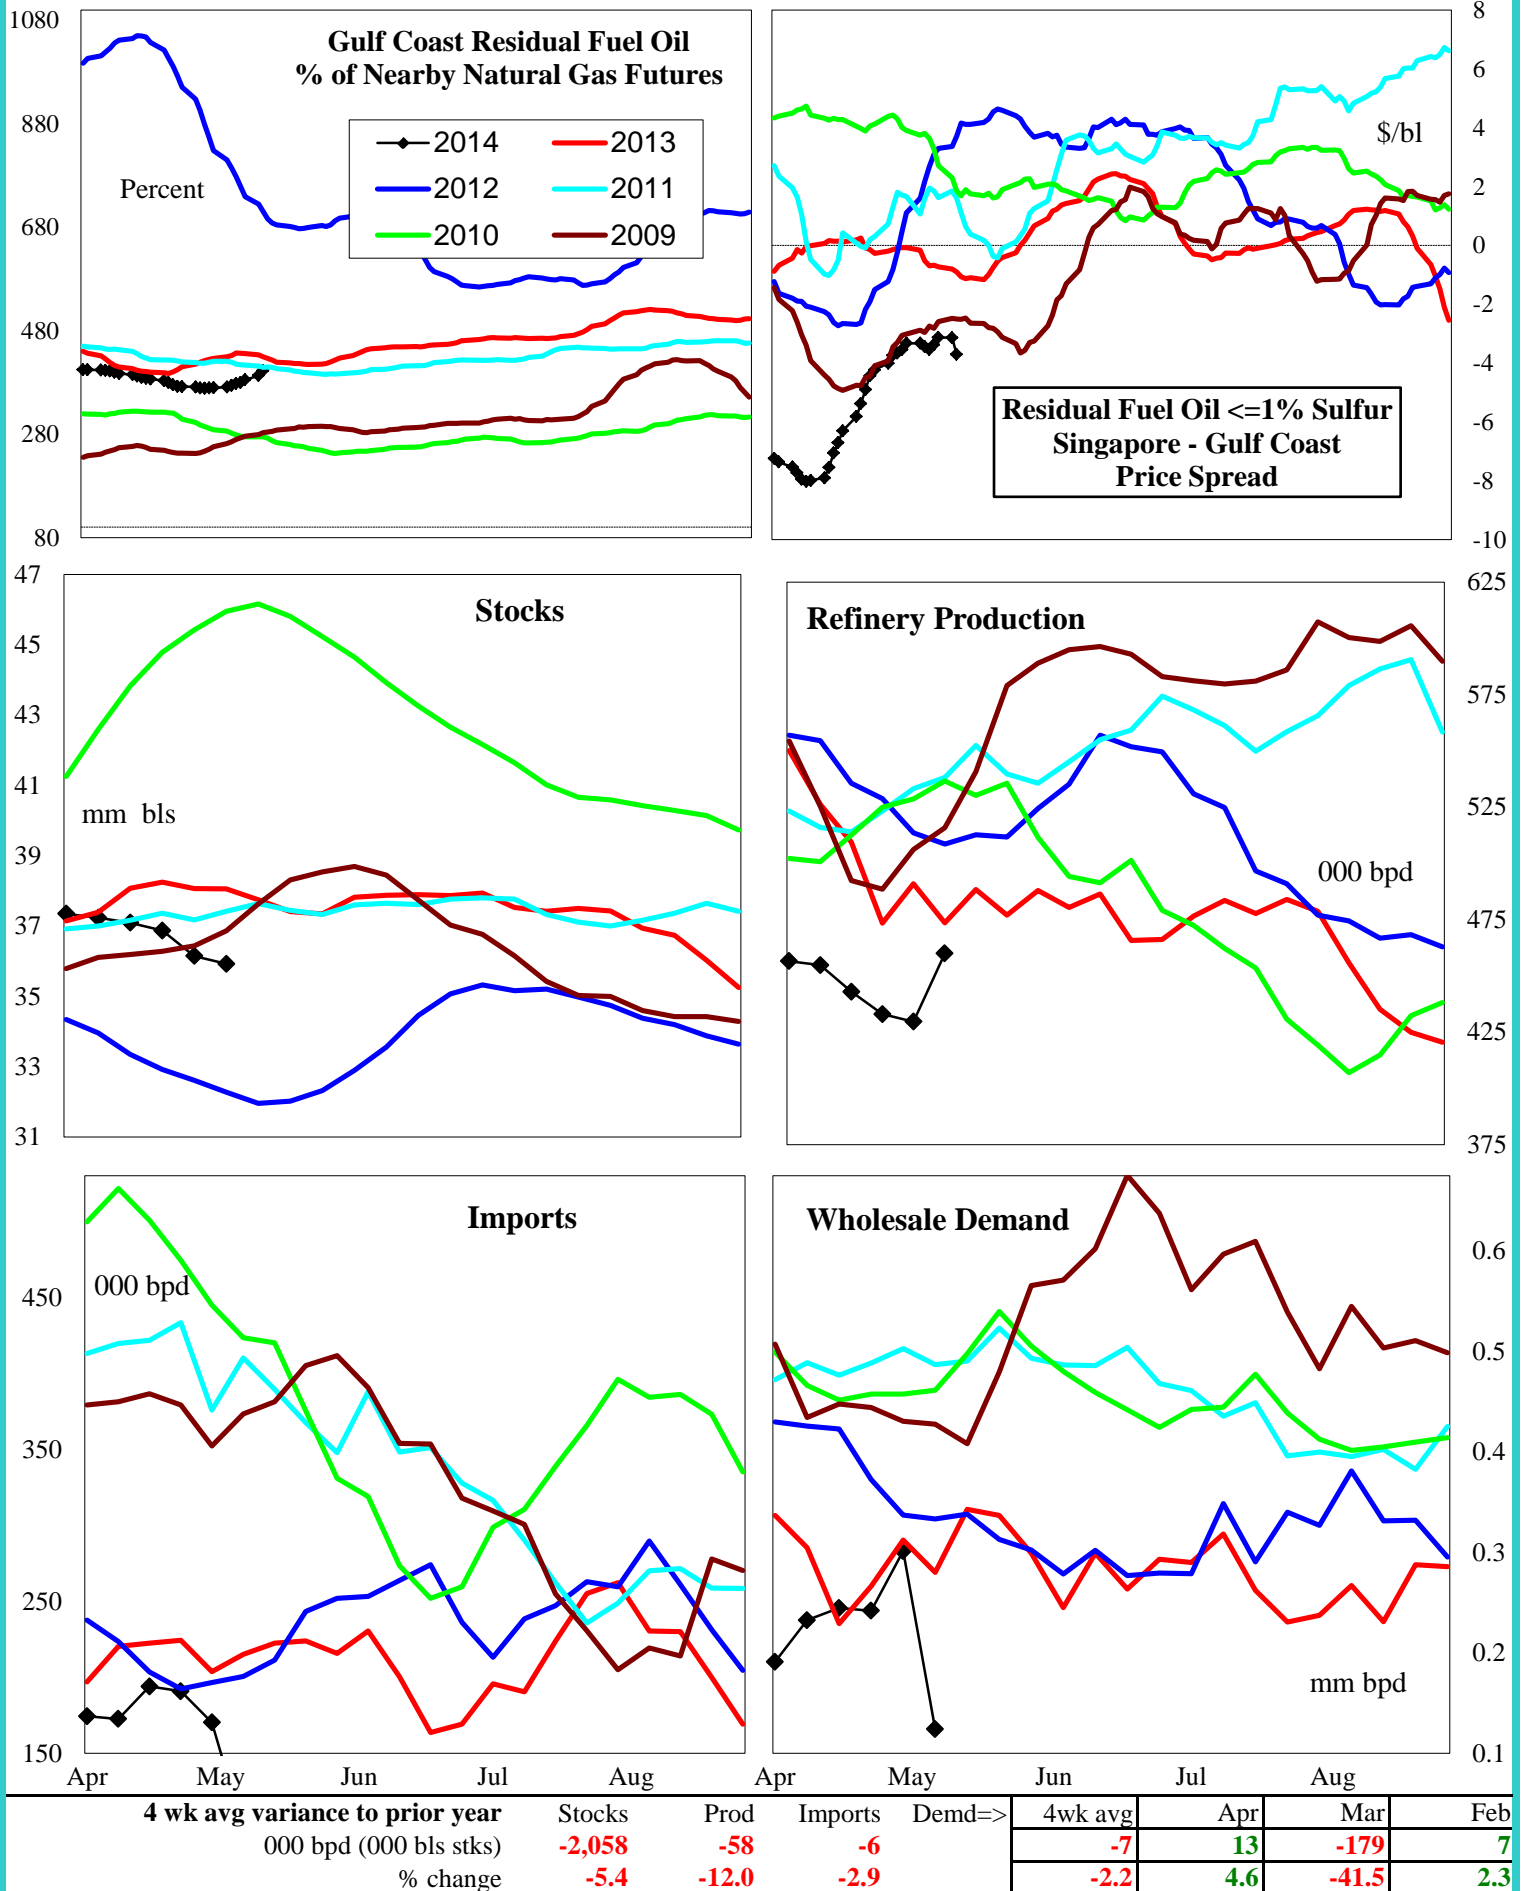 Gulf Coast Residual Fuel Oil
% of Nearby Natural Gas Futures
1080
880
680
480
280
80
Percent
2014
2013
2012
2011
2010
2009
8
6
4
2
0
-2
-4
-6
-8
-10
$/bl
Residual Fuel Oil <=1% Sulfur
Singapore - Gulf Coast
Price Spread
47
45
43
41
39
37
35
33
31
Stocks
mm bls
Refinery Production
625
575
525
475
425
375
000 bpd
Imports
000 bpd
450
350
250
150
Apr May Jun Jul Aug
Wholesale Demand
0.6
0.5
0.4
0.3
0.2
0.1
mm bpd
Apr May Jun Jul Aug
4 wk avg variance to prior year Stocks Prod Imports Demd=> 4wk avg Apr Mar Feb
000 bpd (000 bls stks) -2,058 -58 -6 -7 13 -179 7
% change -5.4 -12.0 -2.9 -2.2 4.6 -41.5 2.3